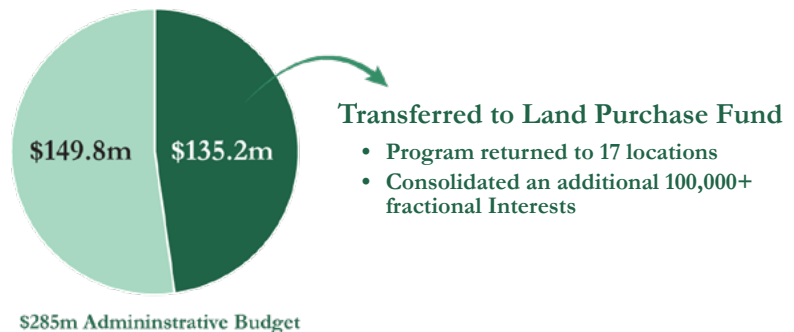 $149.8m
$135.2m
Transferred to Land Purchase Fund
• Program returned to 17 locations
• Consolidated an additional 100,000+
fractional Interests
$285m Admininstrative Budget